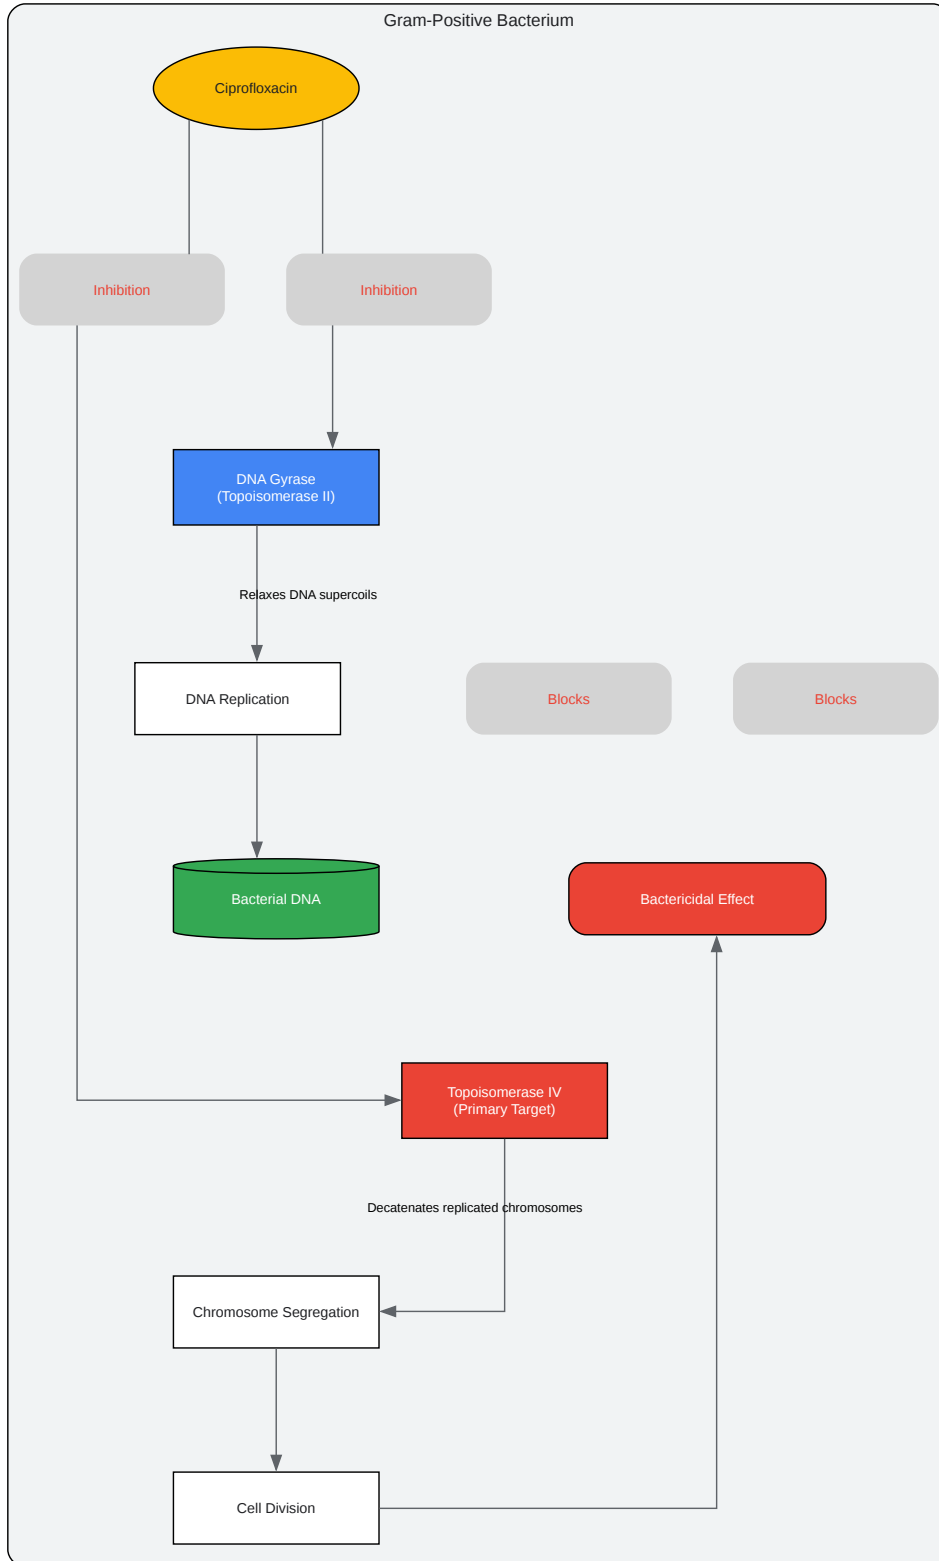 Gram-Positive Bacterium
Ciprofloxacin
Inhibition
Inhibition
DNA Gyrase
(Topoisomerase II)
Relaxes DNA supercoils
DNA Replication
Blocks
Blocks
Bacterial DNA
Bactericidal Effect
Topoisomerase IV
(Primary Target)
Decatenates replicated chromosomes
Chromosome Segregation
Cell Division